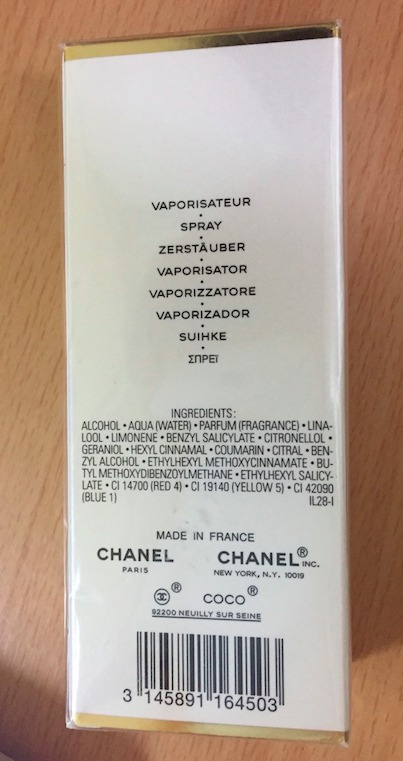 VAPORISATEUR
•
SPRAY
•
ZERSTÄUBER
•
VAPORISATOR
•
VAPORIZZATORE
•
VAPORIZADOR
•
SUIHKE
•
ΣΠΡΕΪ
INGREDIENTS:
ALCOHOL • AQUA (WATER) • PARFUM (FRAGRANCE) • LINA-
LOOL • LIMONENE • BENZYL SALICYLATE • CITRONELLOL •
GERANIOL • HEXYL CINNAMAL • COUMARIN • CITRAL • BEN-
ZYL ALCOHOL • ETHYLHEXYL METHOXYCINNAMATE • BU-
TYL METHOXYDIBENZOYLMETHANE • ETHYLHEXYL SALICY-
LATE • CI 14700 (RED 4) • CI 19140 (YELLOW 5) • CI 42090
(BLUE 1) IL28-I
MADE IN FRANCE
CHANEL CHANEL® INC.
PARIS NEW YORK, N.Y. 10019
® COCO®
92200 NEUILLY SUR SEINE
3 145891 164503